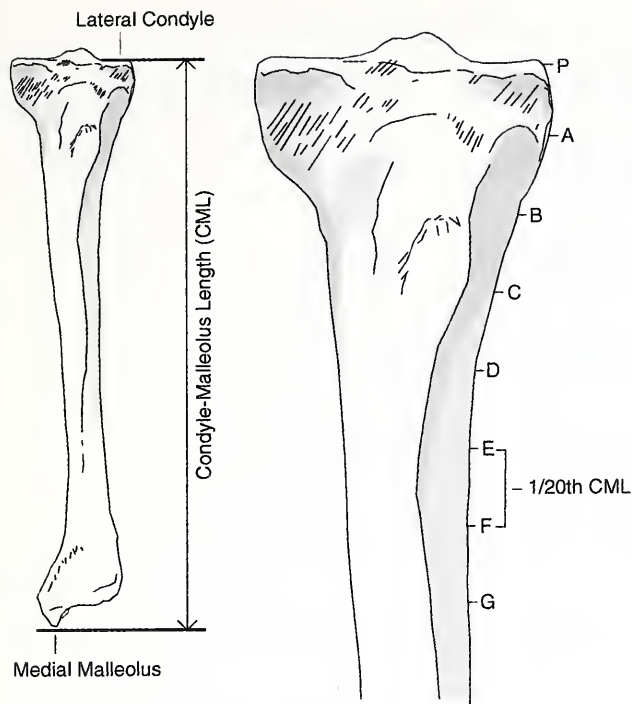 Lateral Condyle
Condyle-Malleolus Length (CML)
Medial Malleolus
P
A
B
C
D
E
1/20th CML
F
G